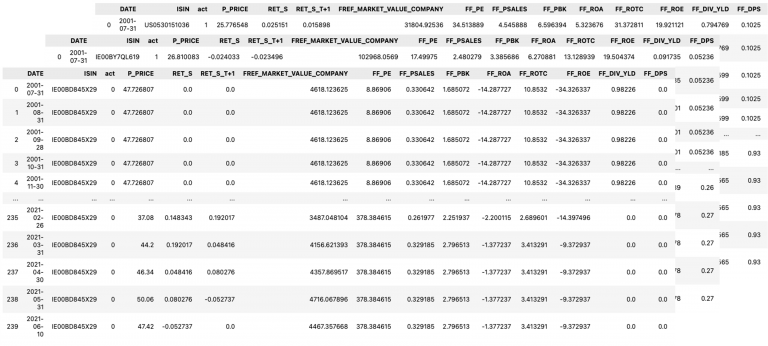 DATE ISIN act P_PRICE RET_S RET_S_T+1 FREF_MARKET_VALUE_COMPANY FF_PE FF_PSALES FF_PBK FF_ROA FF_ROTC FF_ROE FF_DIV_YLD FF_DPS
0 2001-07-31 US0530151036 1 25.776548 0.025151 0.015898 31804.92536 34.513889 4.545888 6.596394 5.323676 31.372811 19.921121 0.794769 0.1025
DATE ISIN act P_PRICE RET_S RET_S_T+1 FREF_MARKET_VALUE_COMPANY FF_PE FF_PSALES FF_PBK FF_ROA FF_ROTC FF_ROE FF_DIV_YLD FF_DPS
0 2001-07-31 IE00BY7QL619 1 26.810083 -0.024033 -0.023496 102968.0569 17.49975 2.480279 3.385686 6.270881 13.128939 19.504374 0.091735 0.05236
DATE ISIN act P_PRICE RET_S RET_S_T+1 FREF_MARKET_VALUE_COMPANY FF_PE FF_PSALES FF_PBK FF_ROA FF_ROTC FF_ROE FF_DIV_YLD FF_DPS
0 2001-07-31 IE00BD845X29 0 47.726807 0.0 0.0 4618.123625 8.86906 0.330642 1.685072 -14.287727 10.8532 -34.326337 0.98226 0.0
1 2001-08-31 IE00BD845X29 0 47.726807 0.0 0.0 4618.123625 8.86906 0.330642 1.685072 -14.287727 10.8532 -34.326337 0.98226 0.0
2 2001-09-28 IE00BD845X29 0 47.726807 0.0 0.0 4618.123625 8.86906 0.330642 1.685072 -14.287727 10.8532 -34.326337 0.98226 0.0
3 2001-10-31 IE00BD845X29 0 47.726807 0.0 0.0 4618.123625 8.86906 0.330642 1.685072 -14.287727 10.8532 -34.326337 0.98226 0.0
4 2001-11-30 IE00BD845X29 0 47.726807 0.0 0.0 4618.123625 8.86906 0.330642 1.685072 -14.287727 10.8532 -34.326337 0.98226 0.0
... ... ... ... ... ... ... ... ... ... ... ... ... ... ... ...
235 2021-02-26 IE00BD845X29 0 37.08 0.148343 0.192017 3487.048104 378.384615 0.261977 2.251937 -2.200115 2.689601 -14.397496 0.0 0.0
236 2021-03-31 IE00BD845X29 0 44.2 0.192017 0.048416 4156.621393 378.384615 0.329185 2.796513 -1.377237 3.413291 -9.372937 0.0 0.0
237 2021-04-30 IE00BD845X29 0 46.34 0.048416 0.080276 4357.869517 378.384615 0.329185 2.796513 -1.377237 3.413291 -9.372937 0.0 0.0
238 2021-05-31 IE00BD845X29 0 50.06 0.080276 -0.052737 4716.067896 378.384615 0.329185 2.796513 -1.377237 3.413291 -9.372937 0.0 0.0
239 2021-06-10 IE00BD845X29 0 47.42 -0.052737 0.0 4467.357668 378.384615 0.329185 2.796513 -1.377237 3.413291 -9.372937 0.0 0.0
0.05236
0.05236
0.05236
...
0.26
0.27
0.27
0.27
0.27
0.1025
0.1025
0.1025
0.1025
...
0.93
0.93
0.93
0.93
0.93